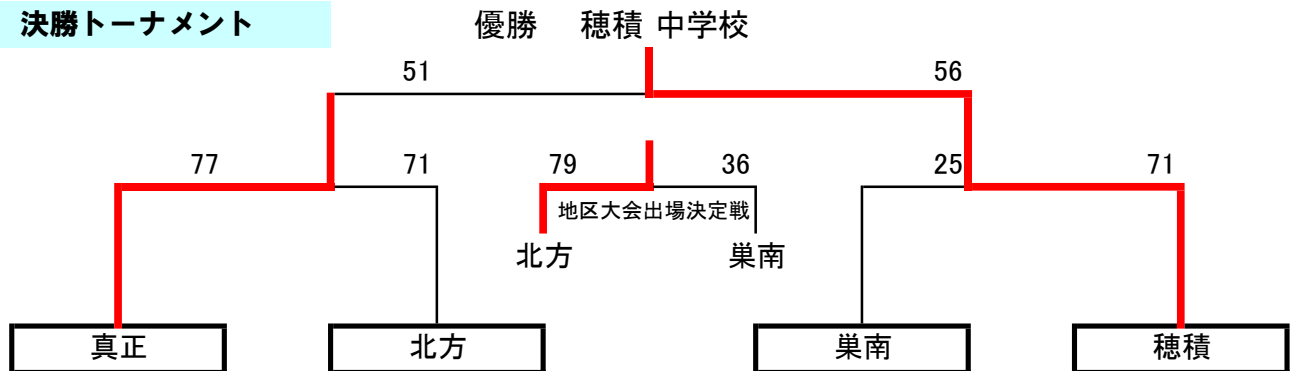 決勝トーナメント
優勝 穂積 中学校
51 56
77 71 79 36 25 71
地区大会出場決定戦
北方 巣南
真正 北方 巣南 穂積